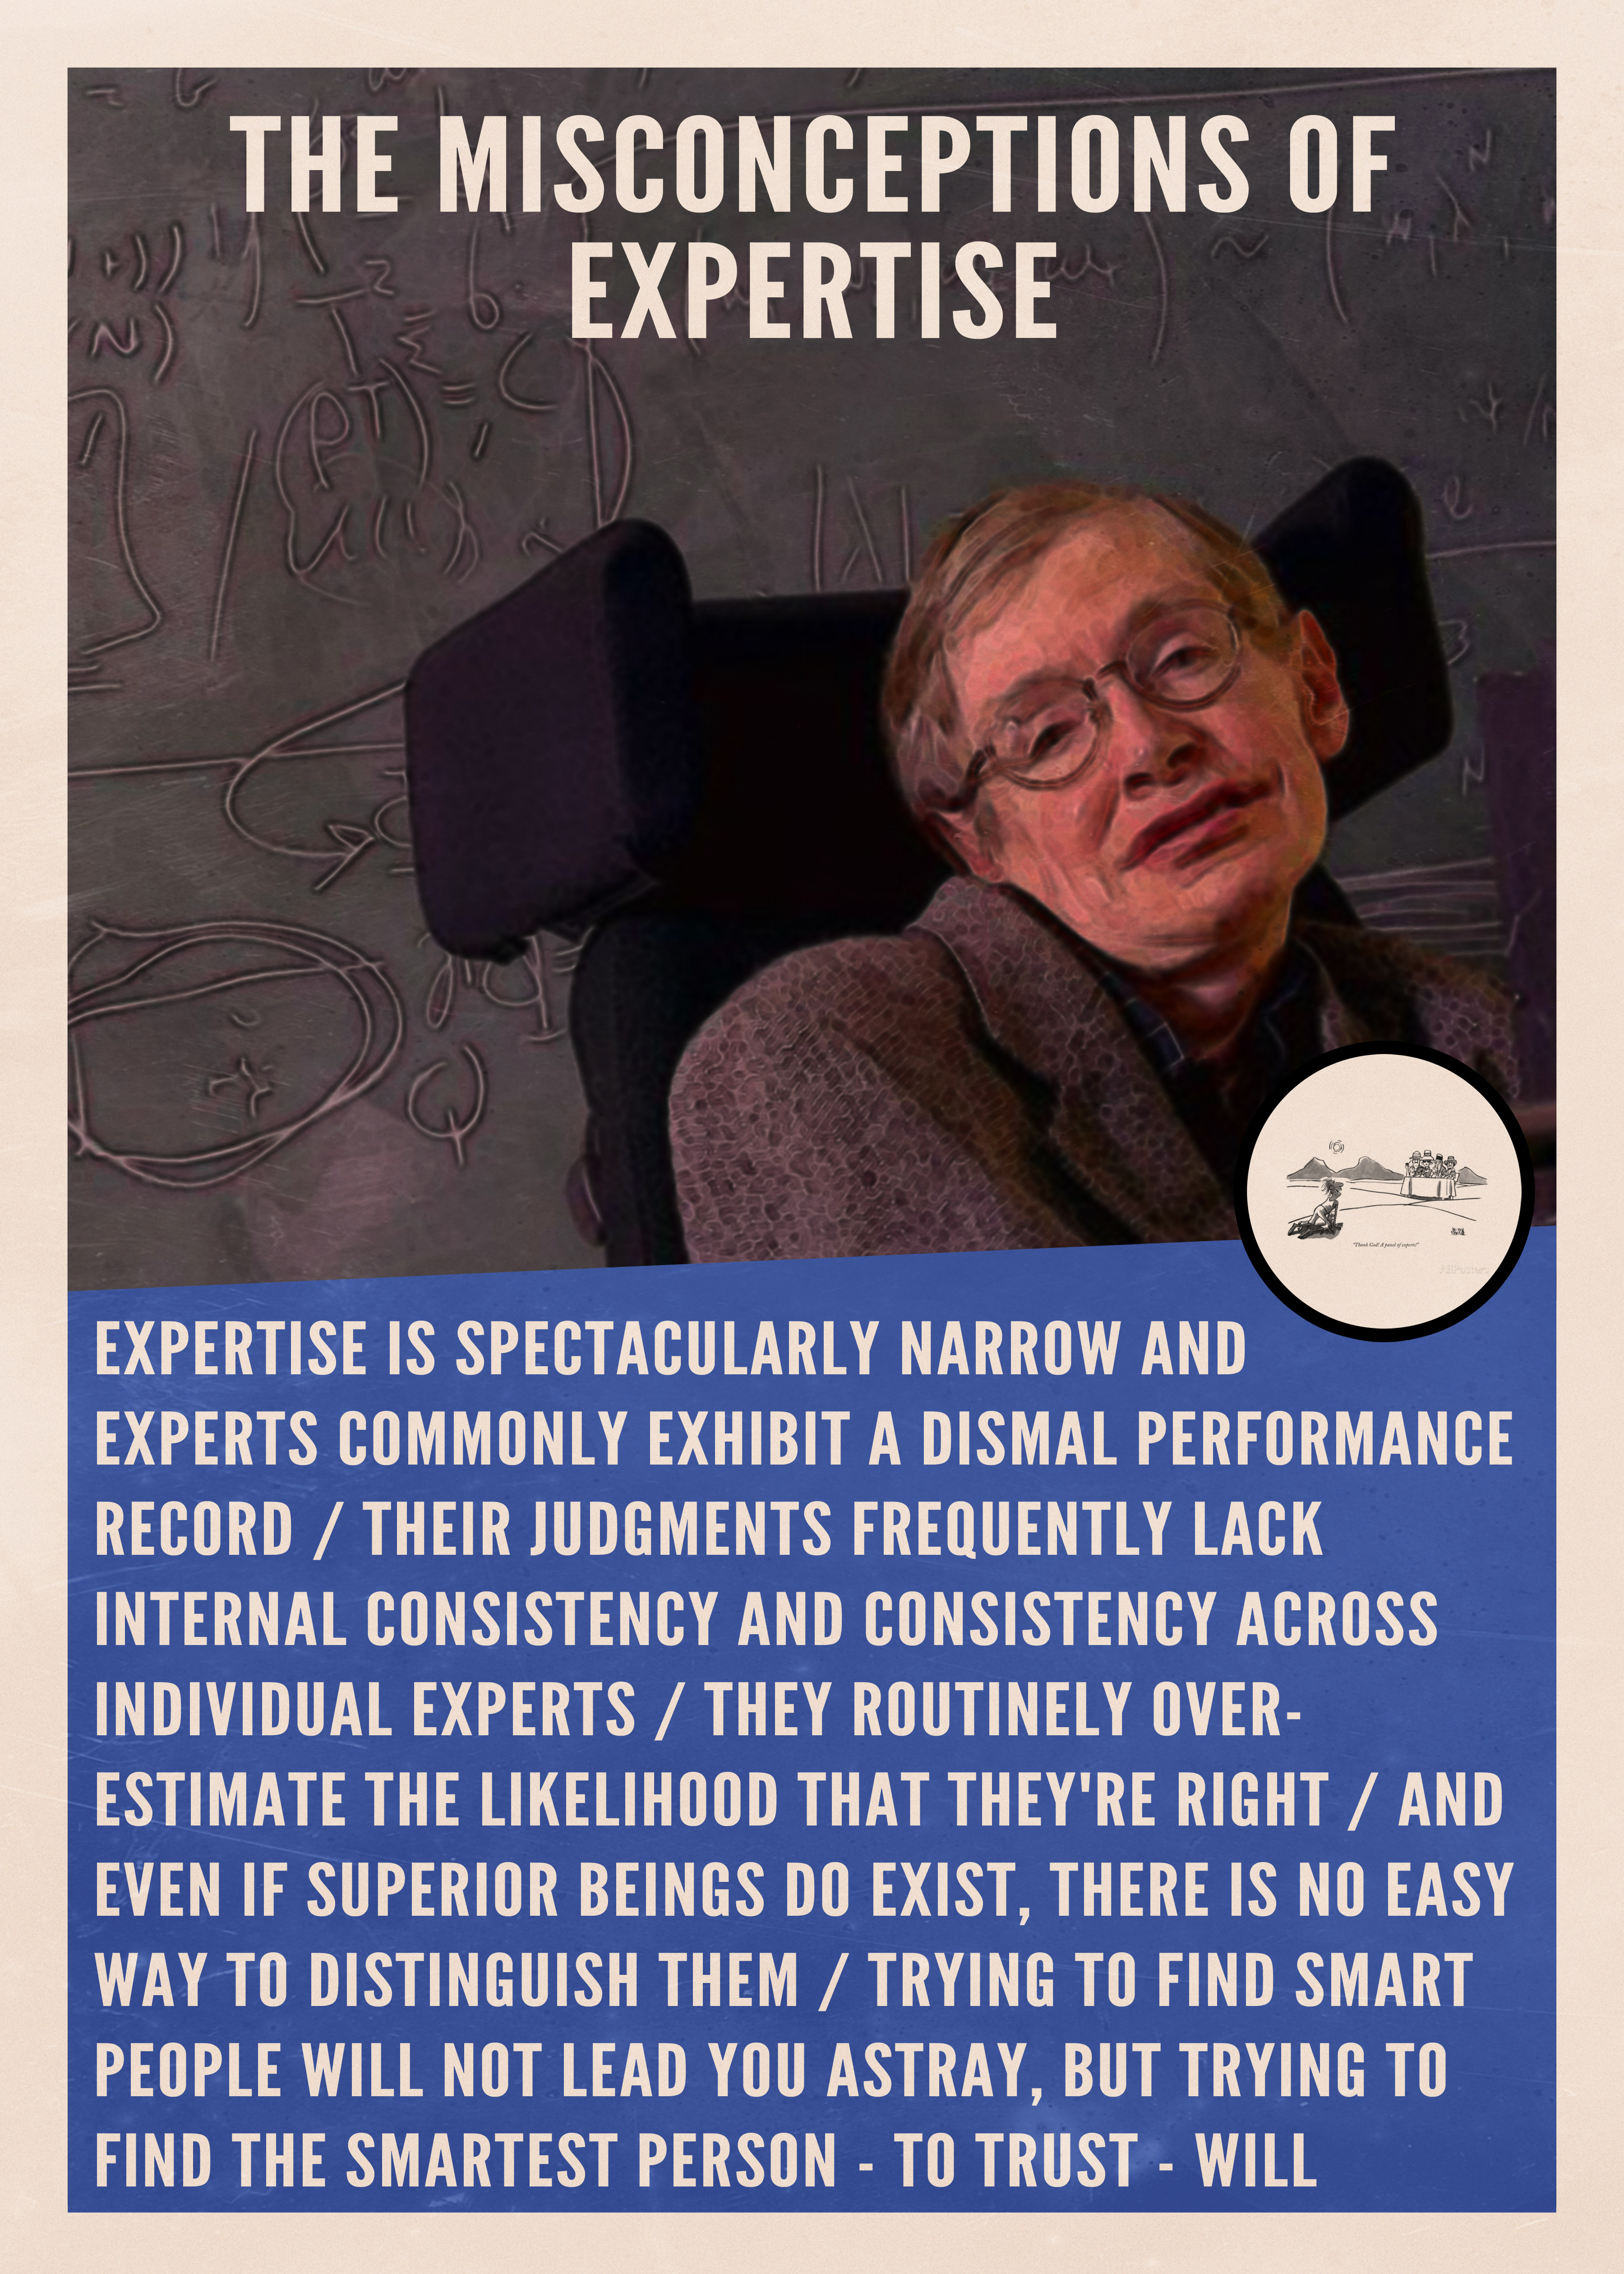 THE MISCONCEPTIONS OF
EXPERTISE
"Thank God! A panel of experts!"
AllPosters
EXPERTISE IS SPECTACULARLY NARROW AND
EXPERTS COMMONLY EXHIBIT A DISMAL PERFORMANCE
RECORD / THEIR JUDGMENTS FREQUENTLY LACK
INTERNAL CONSISTENCY AND CONSISTENCY ACROSS
INDIVIDUAL EXPERTS / THEY ROUTINELY OVER-
ESTIMATE THE LIKELIHOOD THAT THEY'RE RIGHT / AND
EVEN IF SUPERIOR BEINGS DO EXIST, THERE IS NO EASY
WAY TO DISTINGUISH THEM / TRYING TO FIND SMART
PEOPLE WILL NOT LEAD YOU ASTRAY, BUT TRYING TO
FIND THE SMARTEST PERSON - TO TRUST - WILL